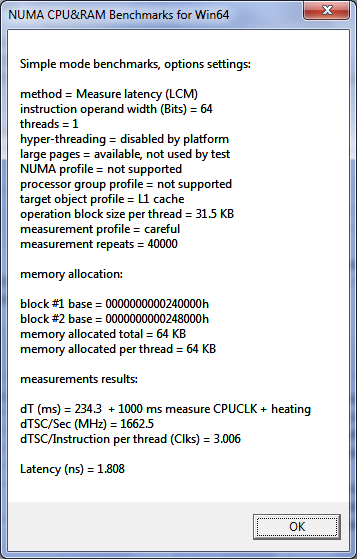 NUMA CPU&RAM Benchmarks for Win64
Simple mode benchmarks, options settings:
method = Measure latency (LCM)
instruction operand width (Bits) = 64
threads = 1
hyper-threading = disabled by platform
large pages = available, not used by test
NUMA profile = not supported
processor group profile = not supported
target object profile = L1 cache
operation block size per thread = 31.5 KB
measurement profile = careful
measurement repeats = 40000
memory allocation:
block #1 base = 0000000000240000h
block #2 base = 0000000000248000h
memory allocated total = 64 KB
memory allocated per thread = 64 KB
measurements results:
dT (ms) = 234.3  + 1000 ms measure CPUCLK + heating
dTSC/Sec (MHz) = 1662.5
dTSC/Instruction per thread (Clks) = 3.006
Latency (ns) = 1.808
OK